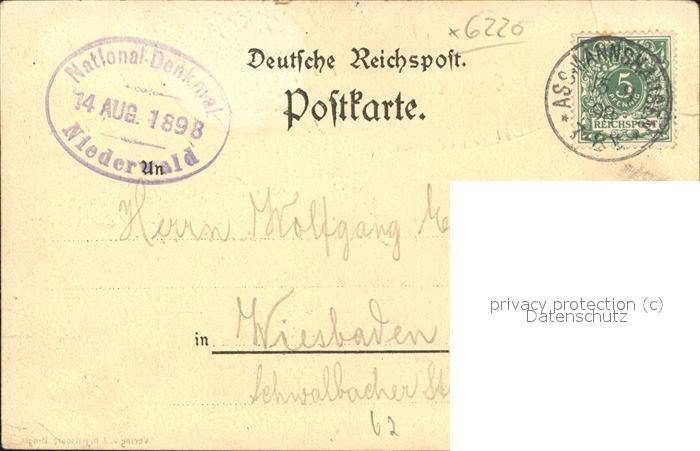 *6220
National-Denkmal
14 AUG. 1898
Niederwald
Deutsche Reichspost.
Postkarte.
5
REICHSPOST
An
Herrn Wolfgang
in Wiesbaden
Schwalbacher St
62
privacy protection (c)
Datenschutz